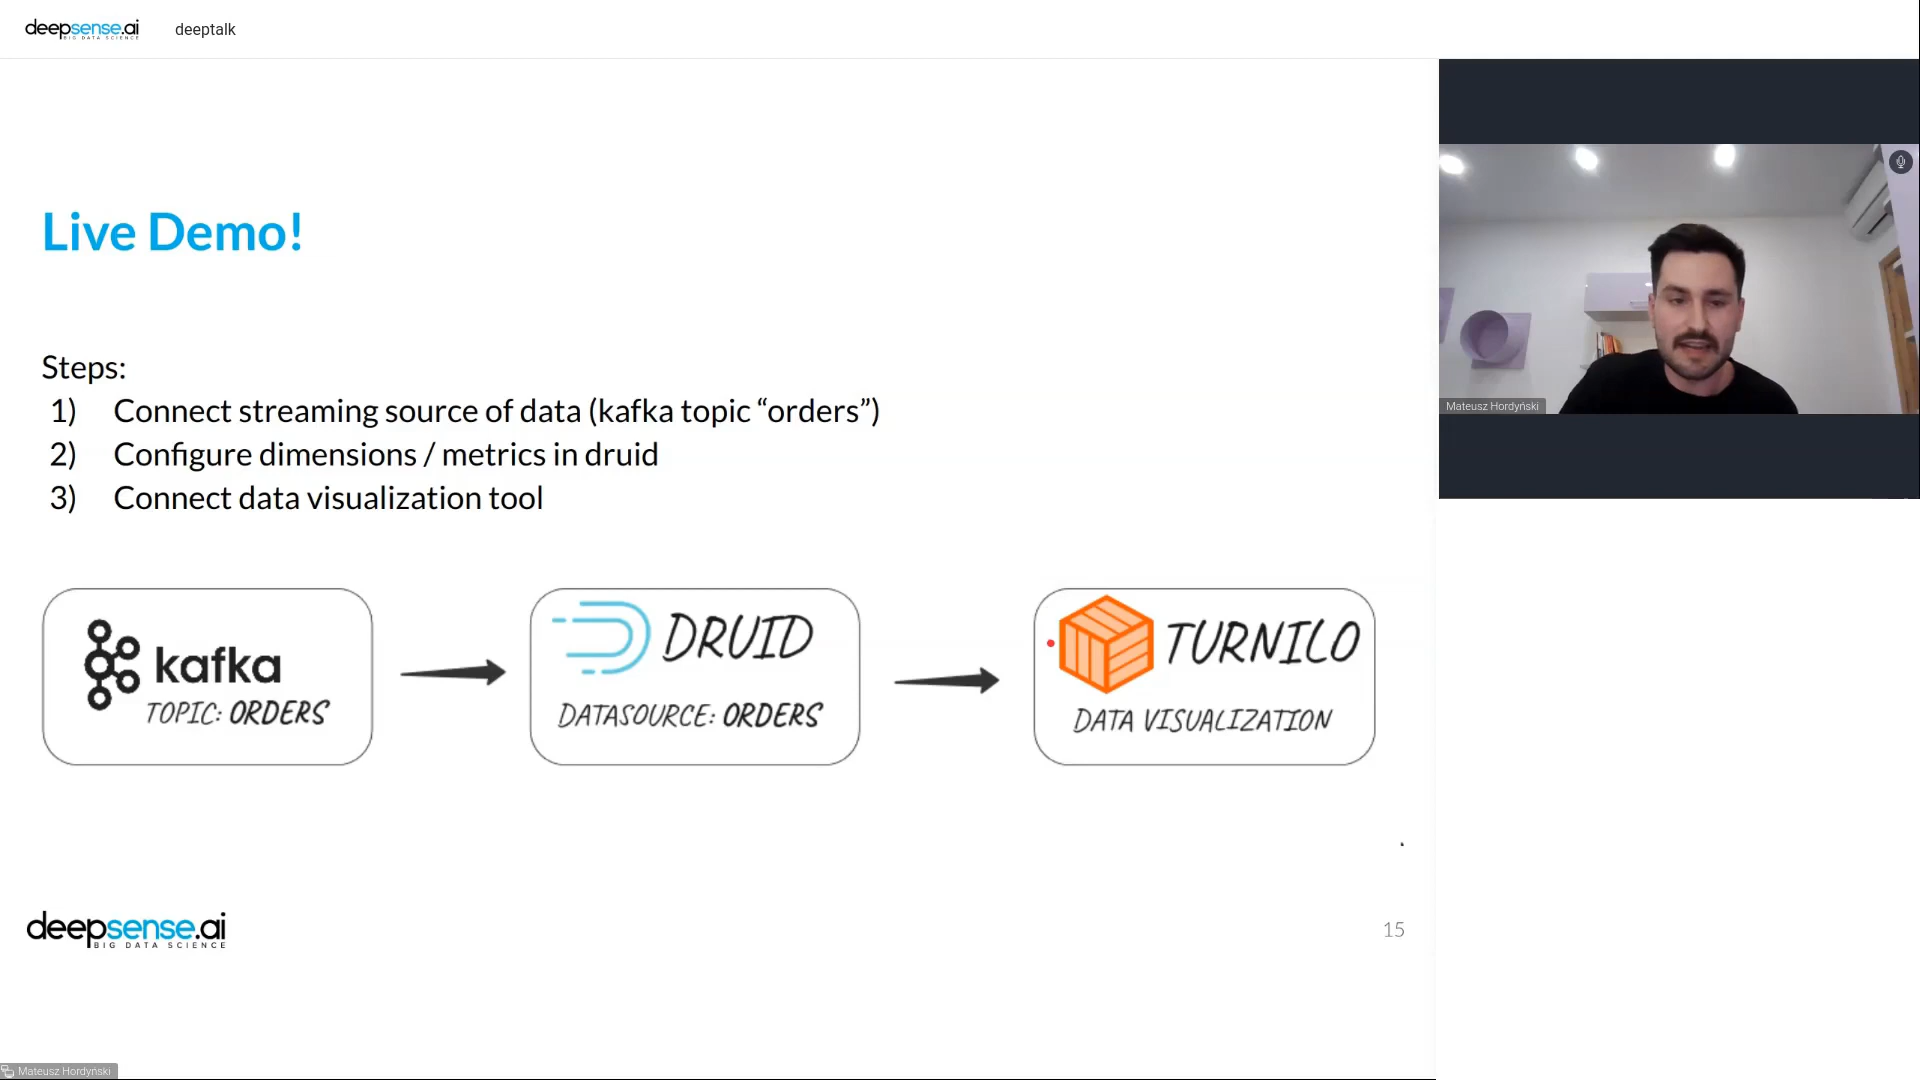 deepsense.ai
BIG DATA SCIENCE
deeptalk
Live Demo!
Steps:
1) Connect streaming source of data (kafka topic “orders”)
2) Configure dimensions / metrics in druid
3) Connect data visualization tool
kafka
TOPIC: ORDERS
DRUID
DATASOURCE: ORDERS
TURNILO
DATA VISUALIZATION
deepsense.ai
BIG DATA SCIENCE
15
Mateusz Hordyński
Mateusz Hordyński